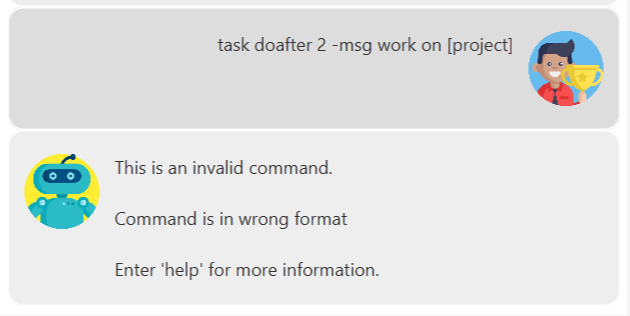 task doafter 2 -msg work on [project]
This is an invalid command.
Command is in wrong format
Enter 'help' for more information.